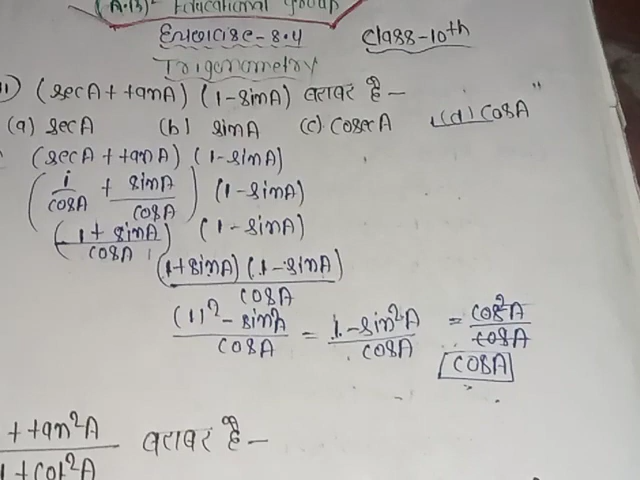 (A.B)² Educational Group
Exercise-8.4 Class-10th
Trigonometry
(secA + tanA) (1-sinA) बराबर है -
(a) secA (b) sinA (c) cosecA (d) cosA
(secA + tanA) (1-sinA)
(1/cosA + sinA/cosA) (1-sinA)
(1 + sinA/cosA) (1 - sinA)
(1+sinA) (1-sinA)/cosA
(1)² - sin²A/cosA = 1-sin²A/cosA = cos²A/cosA
cosA
+ tan²A/1+cot²A बराबर है -